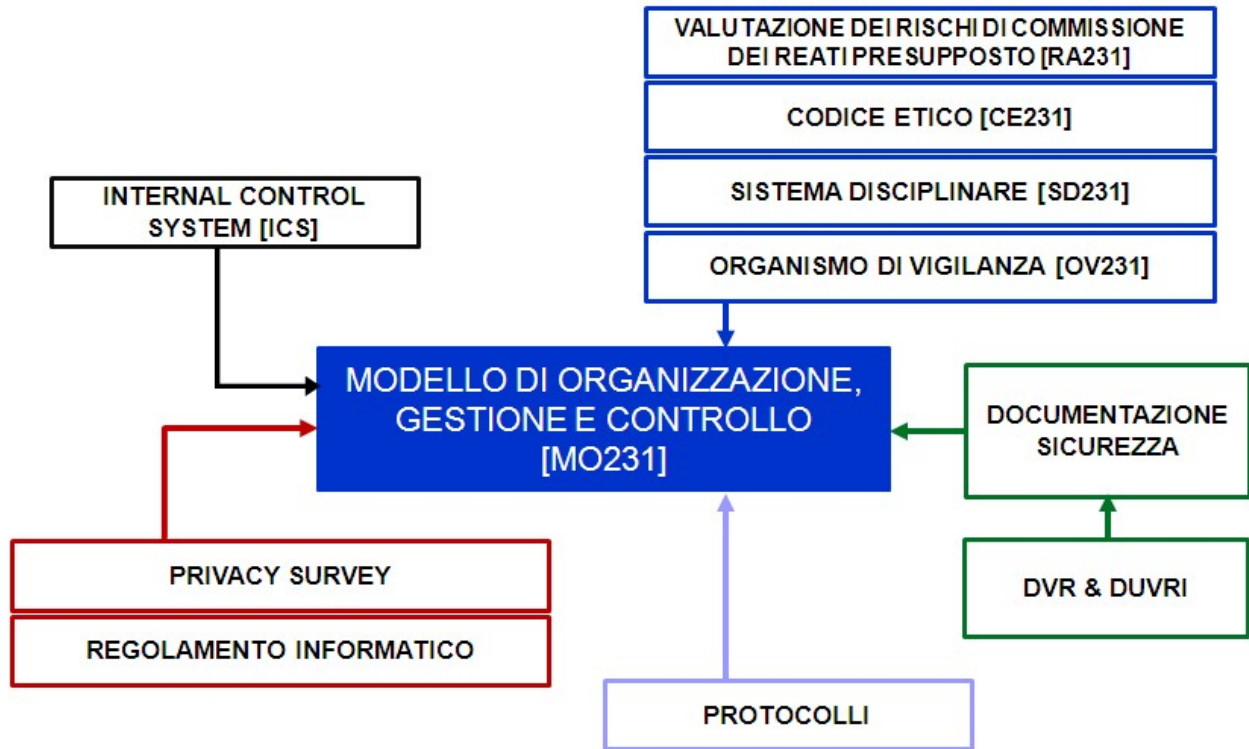 VALUTAZIONE DEI RISCHI DI COMMISSIONE
DEI REATI PRESUPPOSTO [RA231]
CODICE ETICO [CE231]
SISTEMA DISCIPLINARE [SD231]
ORGANISMO DI VIGILANZA [OV231]
INTERNAL CONTROL
SYSTEM [ICS]
MODELLO DI ORGANIZZAZIONE,
GESTIONE E CONTROLLO
[MO231]
DOCUMENTAZIONE
SICUREZZA
DVR & DUVRI
PRIVACY SURVEY
REGOLAMENTO INFORMATICO
PROTOCOLLI